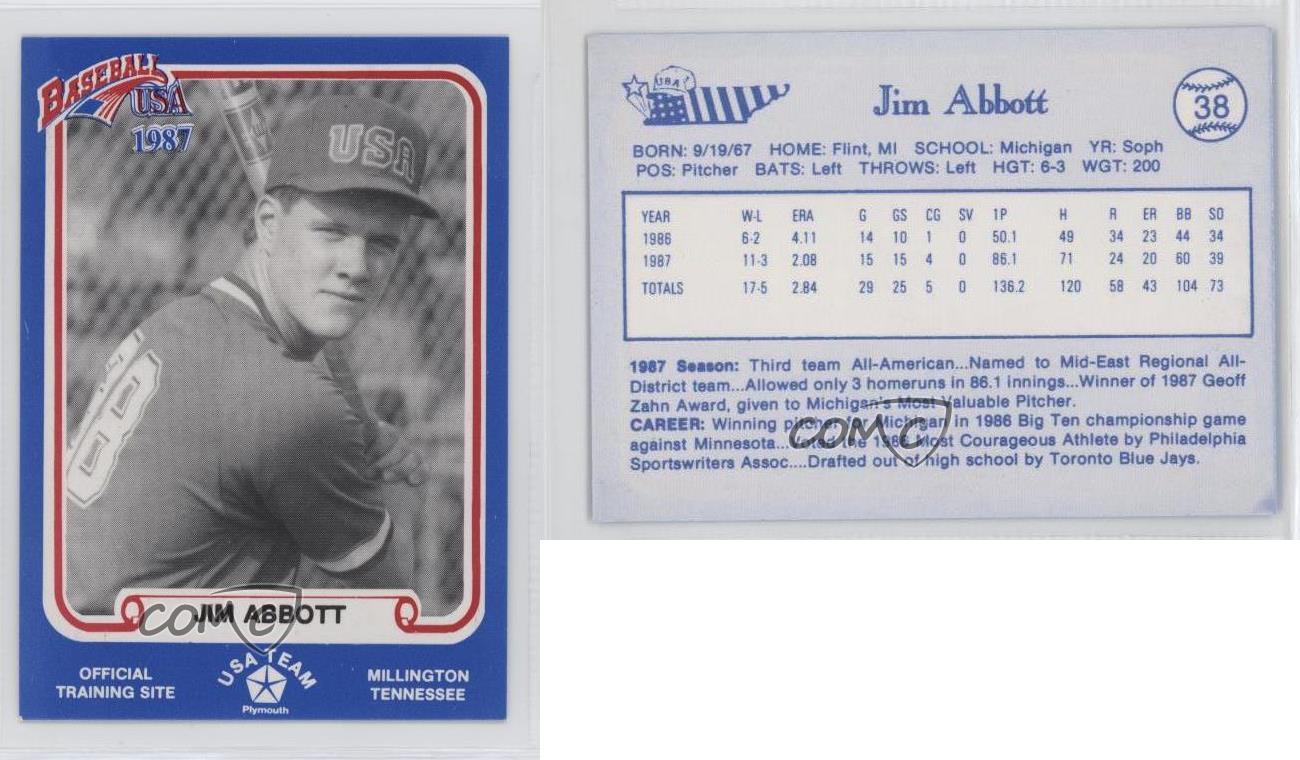 BASEBALL
USA
1987
USA
8
JIM ABBOTT
COMC
OFFICIAL
TRAINING SITE
USA TEAM
Plymouth
MILLINGTON
TENNESSEE
USA
Jim Abbott
38
BORN: 9/19/67 HOME: Flint, MI SCHOOL: Michigan YR: Soph
POS: Pitcher BATS: Left THROWS: Left HGT: 6-3 WGT: 200
YEAR W-L ERA G GS CG SV 1P H R ER BB SO
1986 6-2 4.11 14 10 1 0 50.1 49 34 23 44 34
1987 11-3 2.08 15 15 4 0 86.1 71 24 20 60 39
TOTALS 17-5 2.84 29 25 5 0 136.2 120 58 43 104 73
1987 Season: Third team All-American...Named to Mid-East Regional All-
District team...Allowed only 3 homeruns in 86.1 innings...Winner of 1987 Geoff
Zahn Award, given to Michigan's Most Valuable Pitcher.
CAREER: Winning pitcher for Michigan in 1986 Big Ten championship game
against Minnesota...Voted the 1986 Most Courageous Athlete by Philadelphia
Sportswriters Assoc....Drafted out of high school by Toronto Blue Jays.
COMC